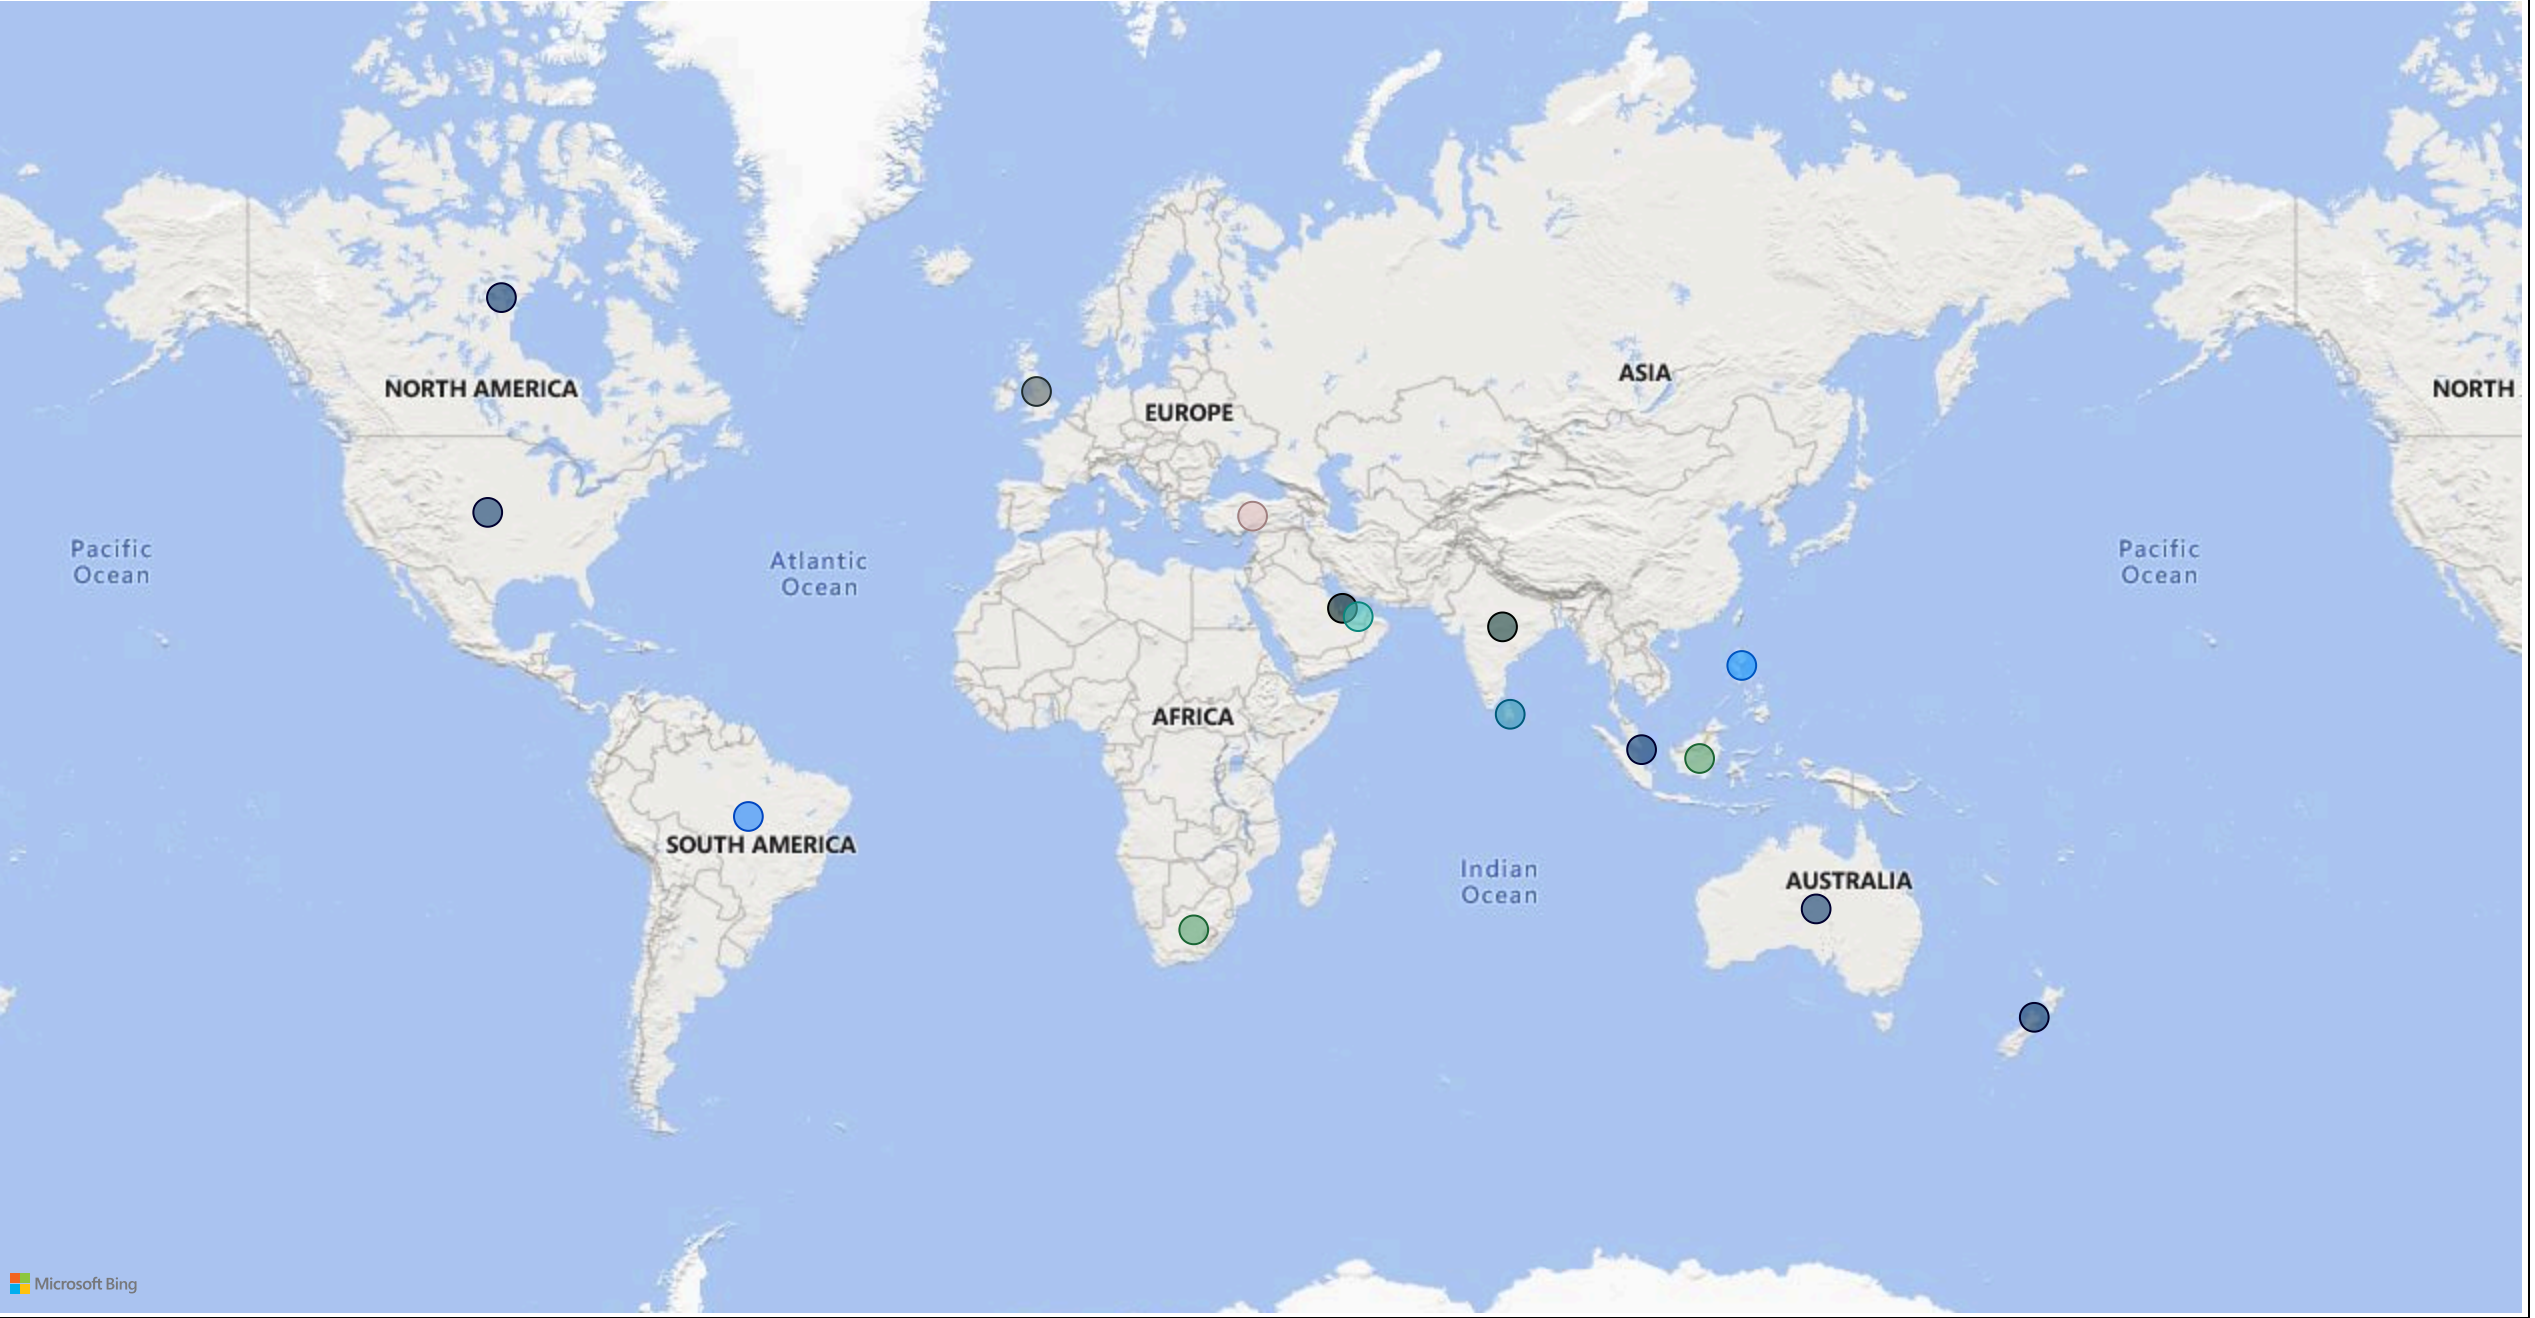 ASIA
NORTH AMERICA
NORTH
EUROPE
Pacific
Ocean
Atlantic
Ocean
Pacific
Ocean
AFRICA
SOUTH AMERICA
Indian
Ocean
AUSTRALIA
Microsoft Bing